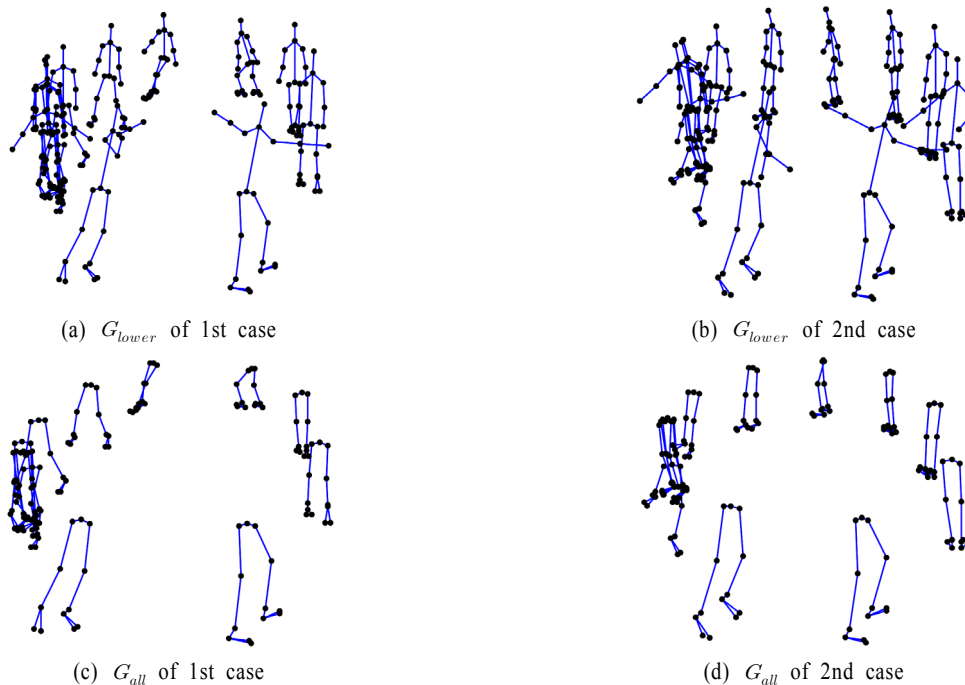 (a) G_lower of 1st case
(b) G_lower of 2nd case
(c) G_all of 1st case
(d) G_all of 2nd case